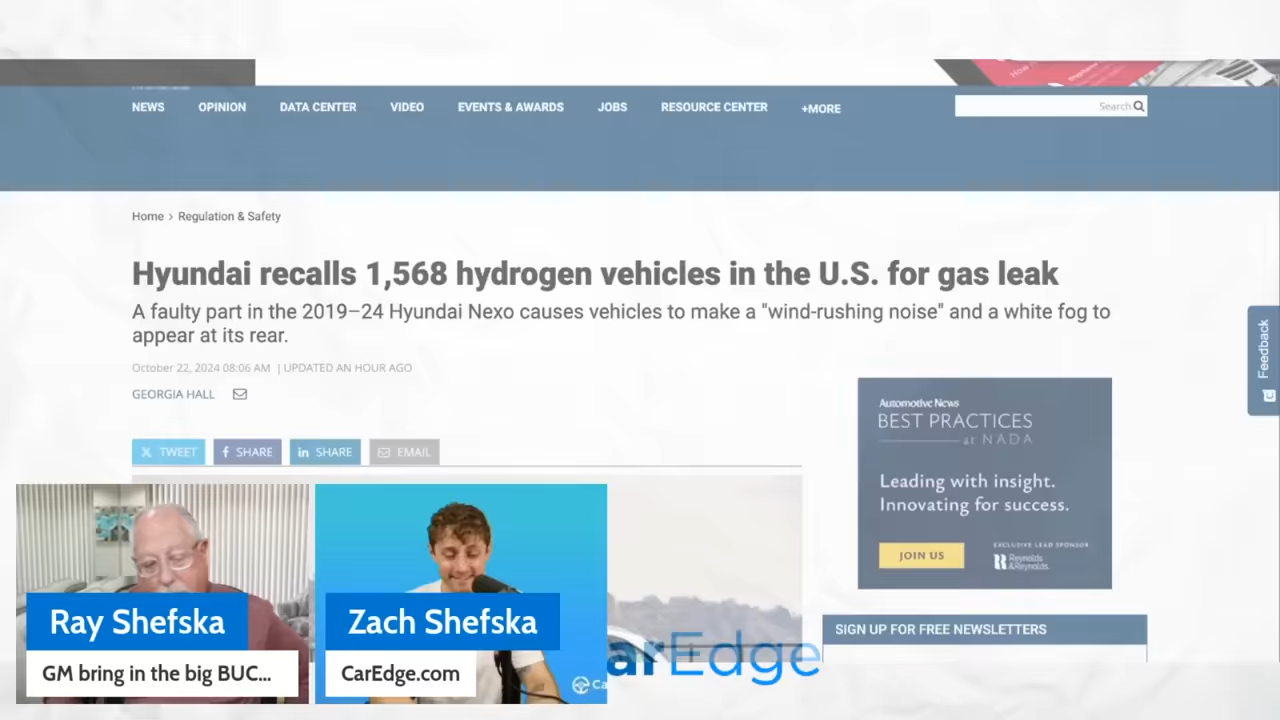 NEWS
OPINION
DATA CENTER
VIDEO
EVENTS & AWARDS
JOBS
RESOURCE CENTER
+MORE
Search
Home > Regulation & Safety
Hyundai recalls 1,568 hydrogen vehicles in the U.S. for gas leak
A faulty part in the 2019–24 Hyundai Nexo causes vehicles to make a "wind-rushing noise" and a white fog to
appear at its rear.
October 22, 2024 08:06 AM | UPDATED AN HOUR AGO
GEORGIA HALL
TWEET
SHARE
SHARE
EMAIL
Feedback
Automotive News
BEST PRACTICES
at NADA
Leading with insight.
Innovating for success.
JOIN US
EXCLUSIVE LEAD SPONSOR
Reynolds
&Reynolds.
SIGN UP FOR FREE NEWSLETTERS
Ray Shefska
GM bring in the big BUC...
Zach Shefska
CarEdge.com
Ca
arEdge